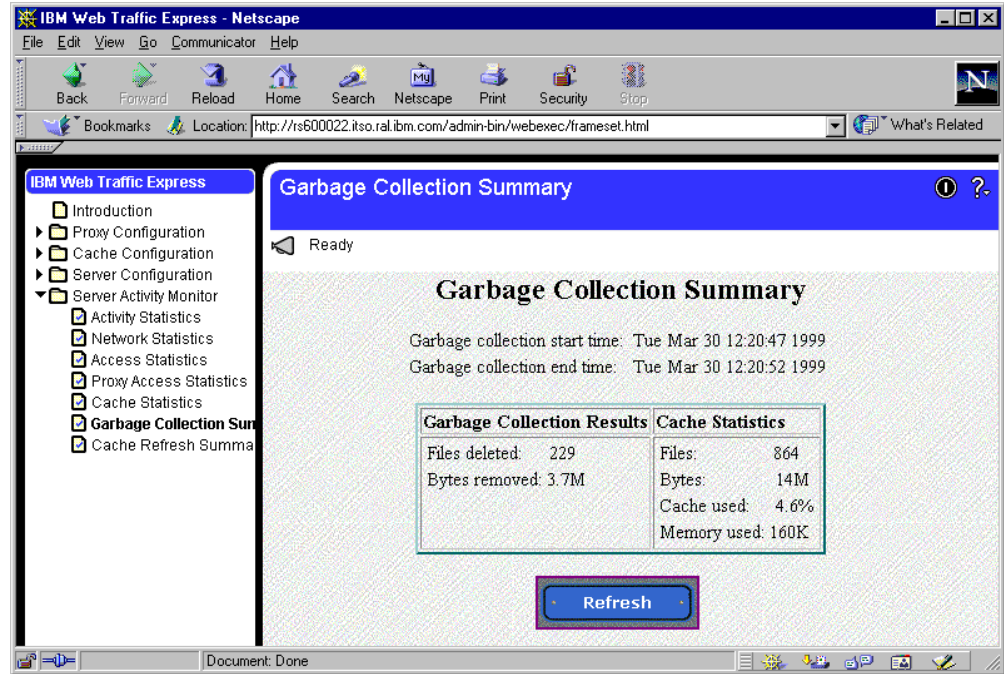 IBM Web Traffic Express - Netscape
File Edit View Go Communicator Help
Back Forward Reload Home Search Netscape Print Security Stop
My
N
Bookmarks Location: http://rs600022.itso.ral.ibm.com/admin-bin/webexec/frameset.html What's Related
IBM Web Traffic Express
Introduction
Proxy Configuration
Cache Configuration
Server Configuration
Server Activity Monitor
Activity Statistics
Network Statistics
Access Statistics
Proxy Access Statistics
Cache Statistics
Garbage Collection Sun
Cache Refresh Summa
Garbage Collection Summary
?
Ready
Garbage Collection Summary
Garbage collection start time: Tue Mar 30 12:20:47 1999
Garbage collection end time: Tue Mar 30 12:20:52 1999
Garbage Collection Results Cache Statistics
Files deleted: 229 Files: 864
Bytes removed: 3.7M Bytes: 14M
Cache used: 4.6%
Memory used: 160K
Refresh
Document: Done